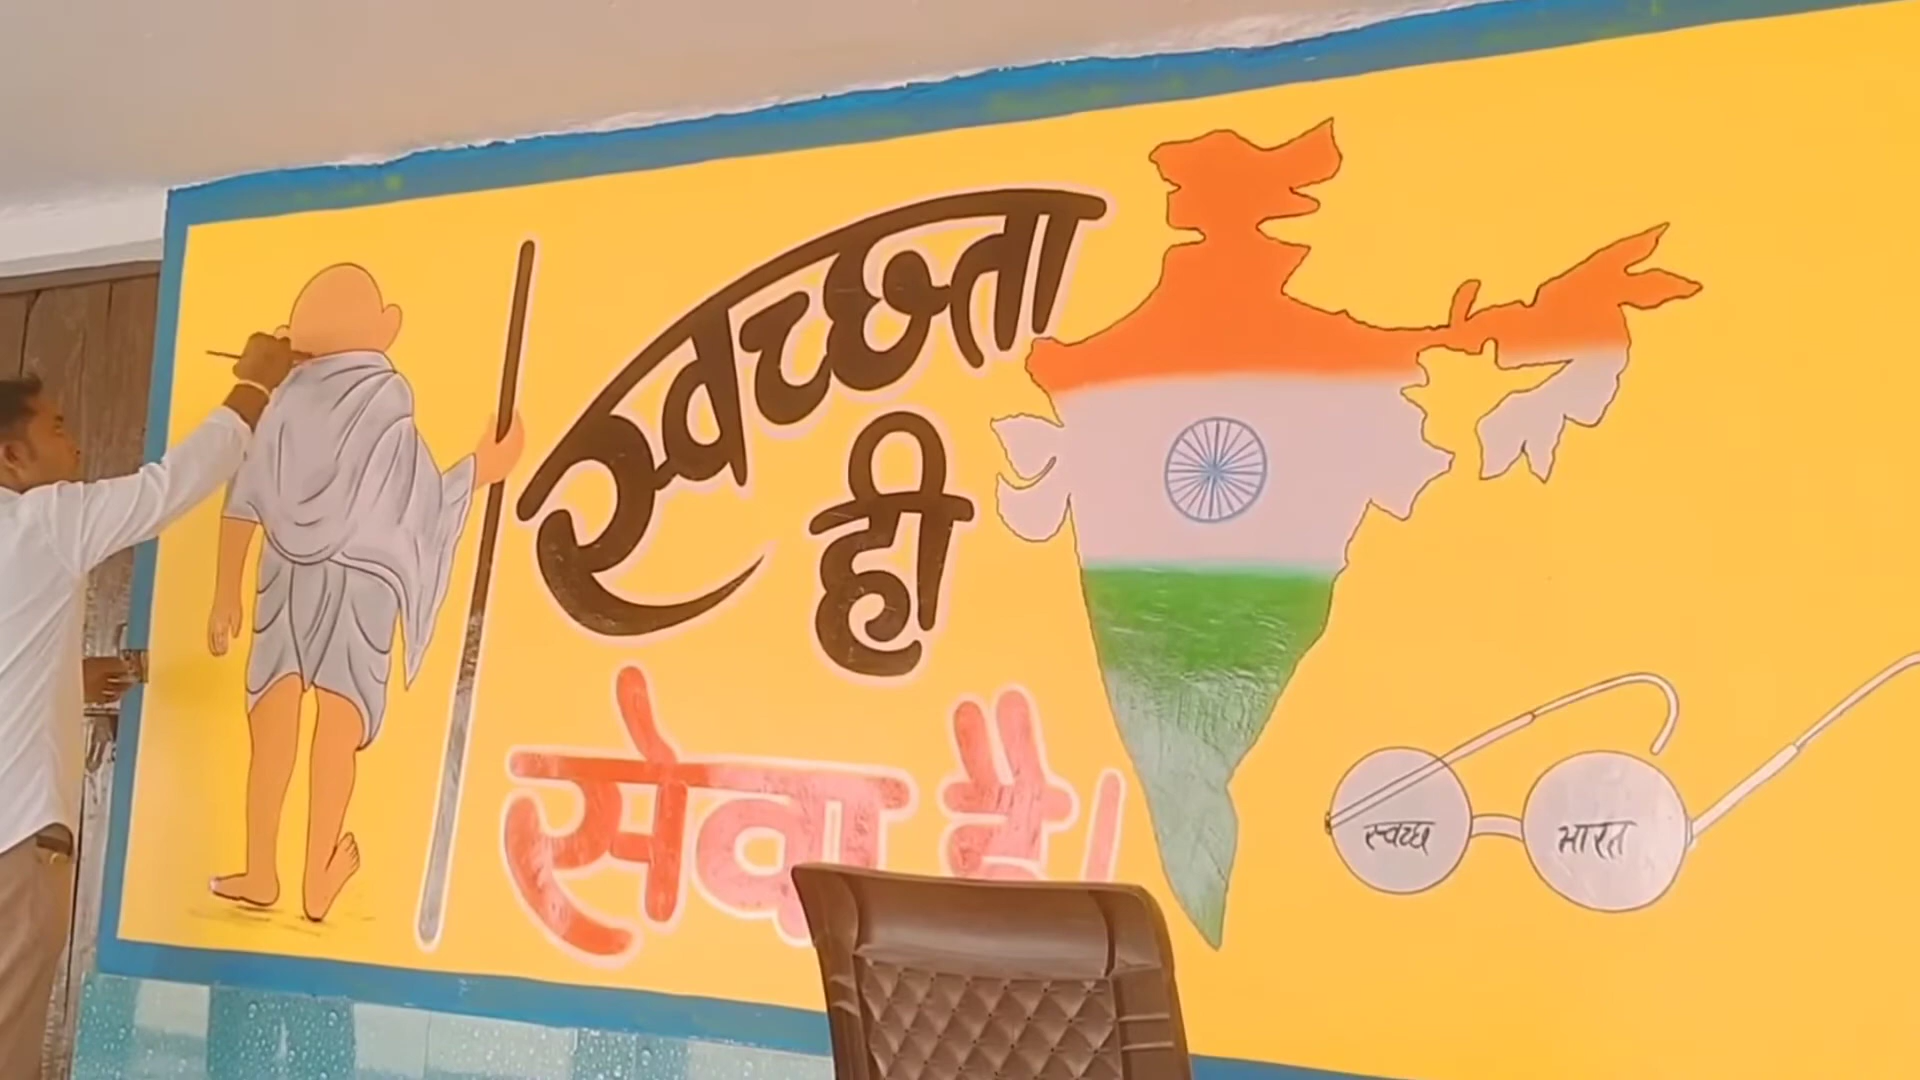 स्वच्छता
ही
सेवा है।
स्वच्छ भारत